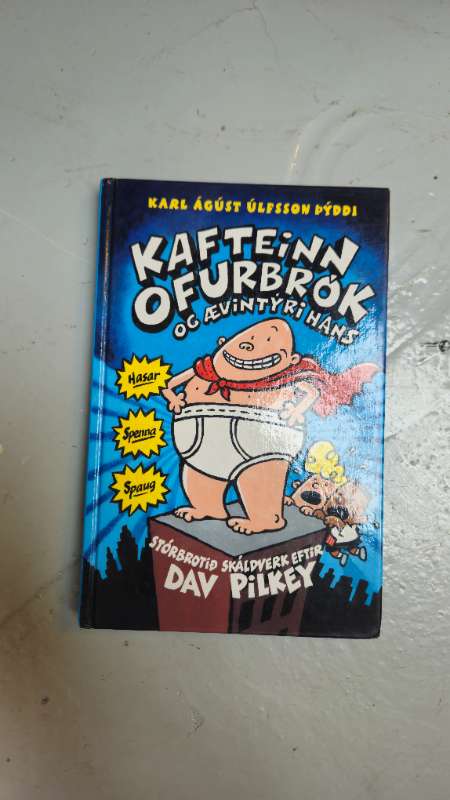 KARL ÁGÚST ÚLFSSON ÞÝDDI
KAFTEINN
OFURBRÓK
OG ÆVINTÝRI HANS
Hasar
Spenna
Spaug
STÓRBROTIÐ SKÁLDVERK EFTIR
DAV PILKEY